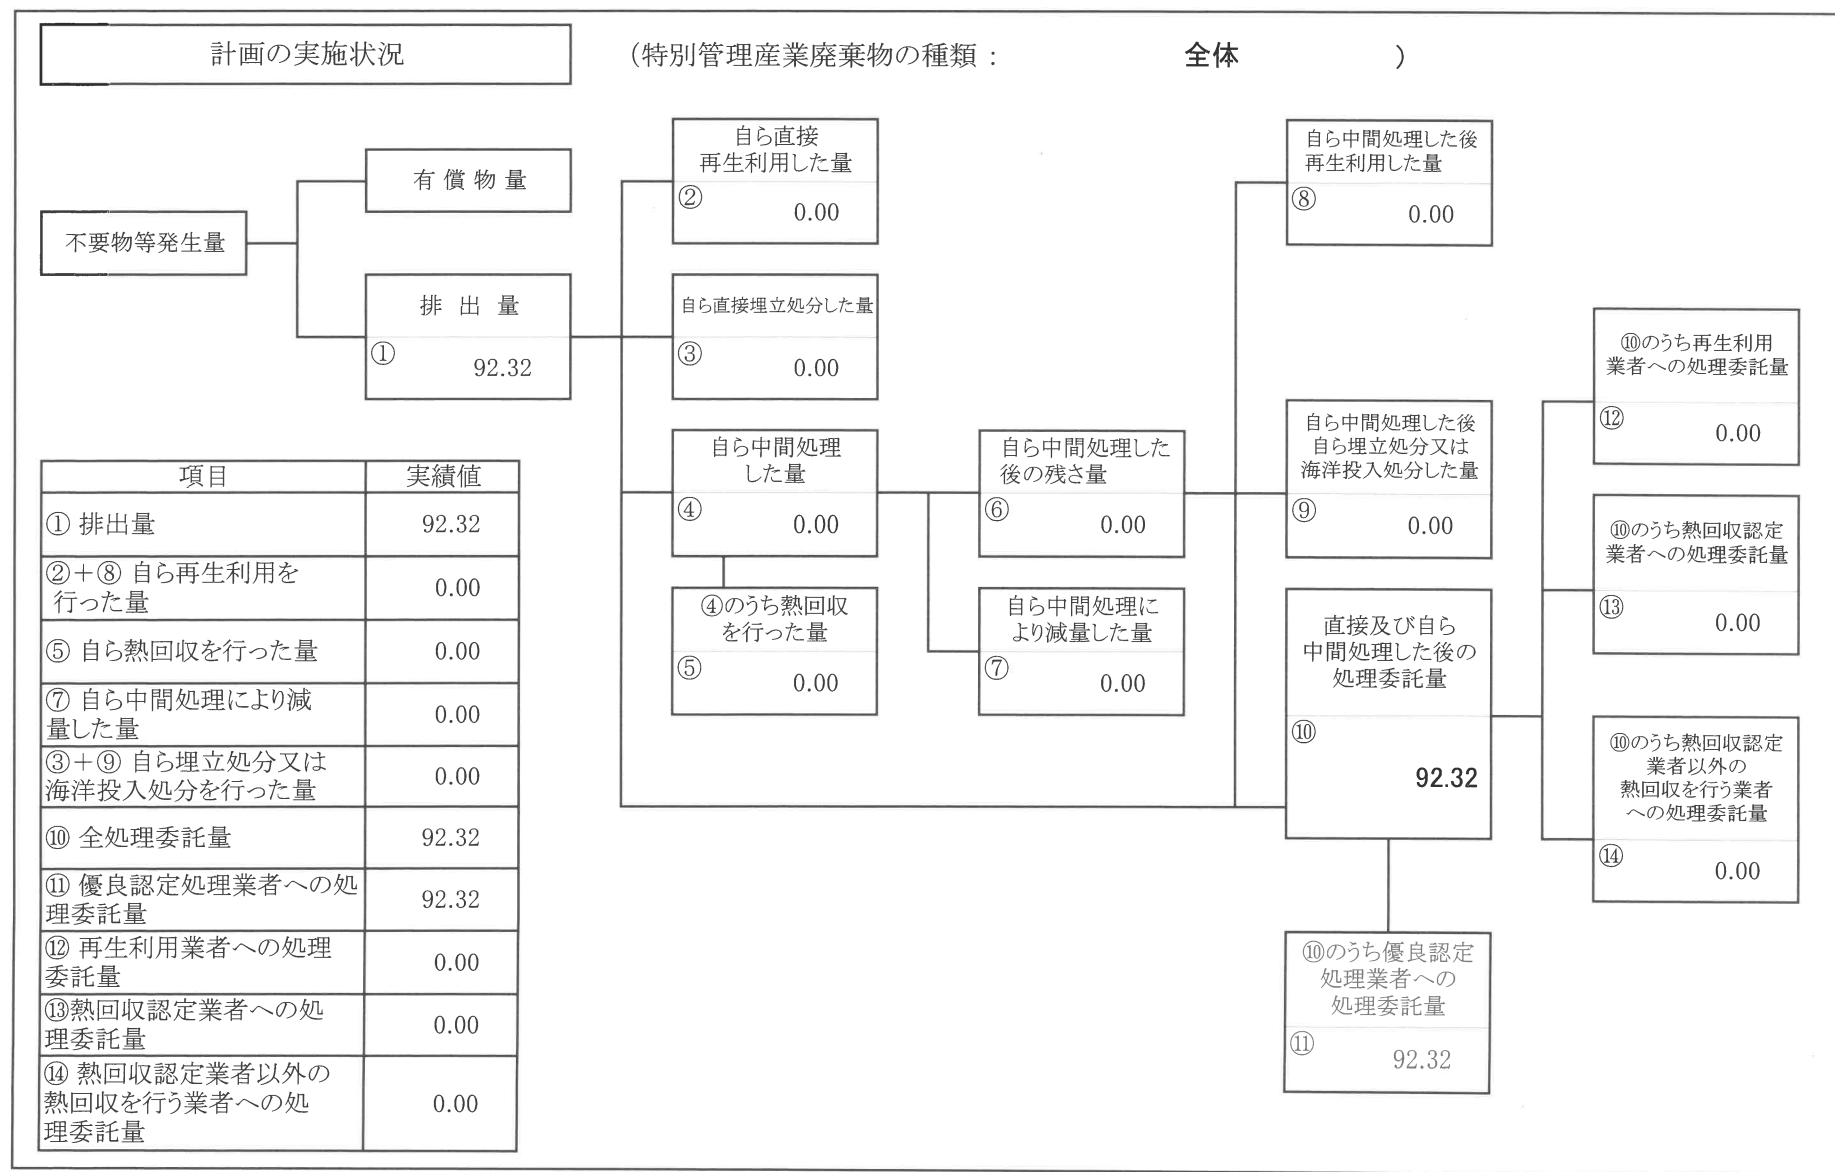 計画の実施状況
（特別管理産業廃棄物の種類： 全体 ）
不要物等発生量
有償物量
排出量
① 92.32
自ら直接
再生利用した量
② 0.00
自ら直接埋立処分した量
③ 0.00
自ら中間処理
した量
④ 0.00
④のうち熱回収
を行った量
⑤ 0.00
自ら中間処理した
後の残さ量
⑥ 0.00
自ら中間処理に
より減量した量
⑦ 0.00
自ら中間処理した後
再生利用した量
⑧ 0.00
自ら中間処理した後
自ら埋立処分又は
海洋投入処分した量
⑨ 0.00
直接及び自ら
中間処理した後の
処理委託量
⑩ 92.32
⑩のうち優良認定
処理業者への
処理委託量
⑪ 92.32
⑩のうち再生利用
業者への処理委託量
⑫ 0.00
⑩のうち熱回収認定
業者への処理委託量
⑬ 0.00
⑩のうち熱回収認定
業者以外の
熱回収を行う業者
への処理委託量
⑭ 0.00
項目 実績値
① 排出量 92.32
②＋⑧ 自ら再生利用を
行った量 0.00
⑤ 自ら熱回収を行った量 0.00
⑦ 自ら中間処理により減
量した量 0.00
③＋⑨ 自ら埋立処分又は
海洋投入処分を行った量 0.00
⑩ 全処理委託量 92.32
⑪ 優良認定処理業者への処
理委託量 92.32
⑫ 再生利用業者への処理
委託量 0.00
⑬熱回収認定業者への処
理委託量 0.00
⑭ 熱回収認定業者以外の
熱回収を行う業者への処
理委託量 0.00